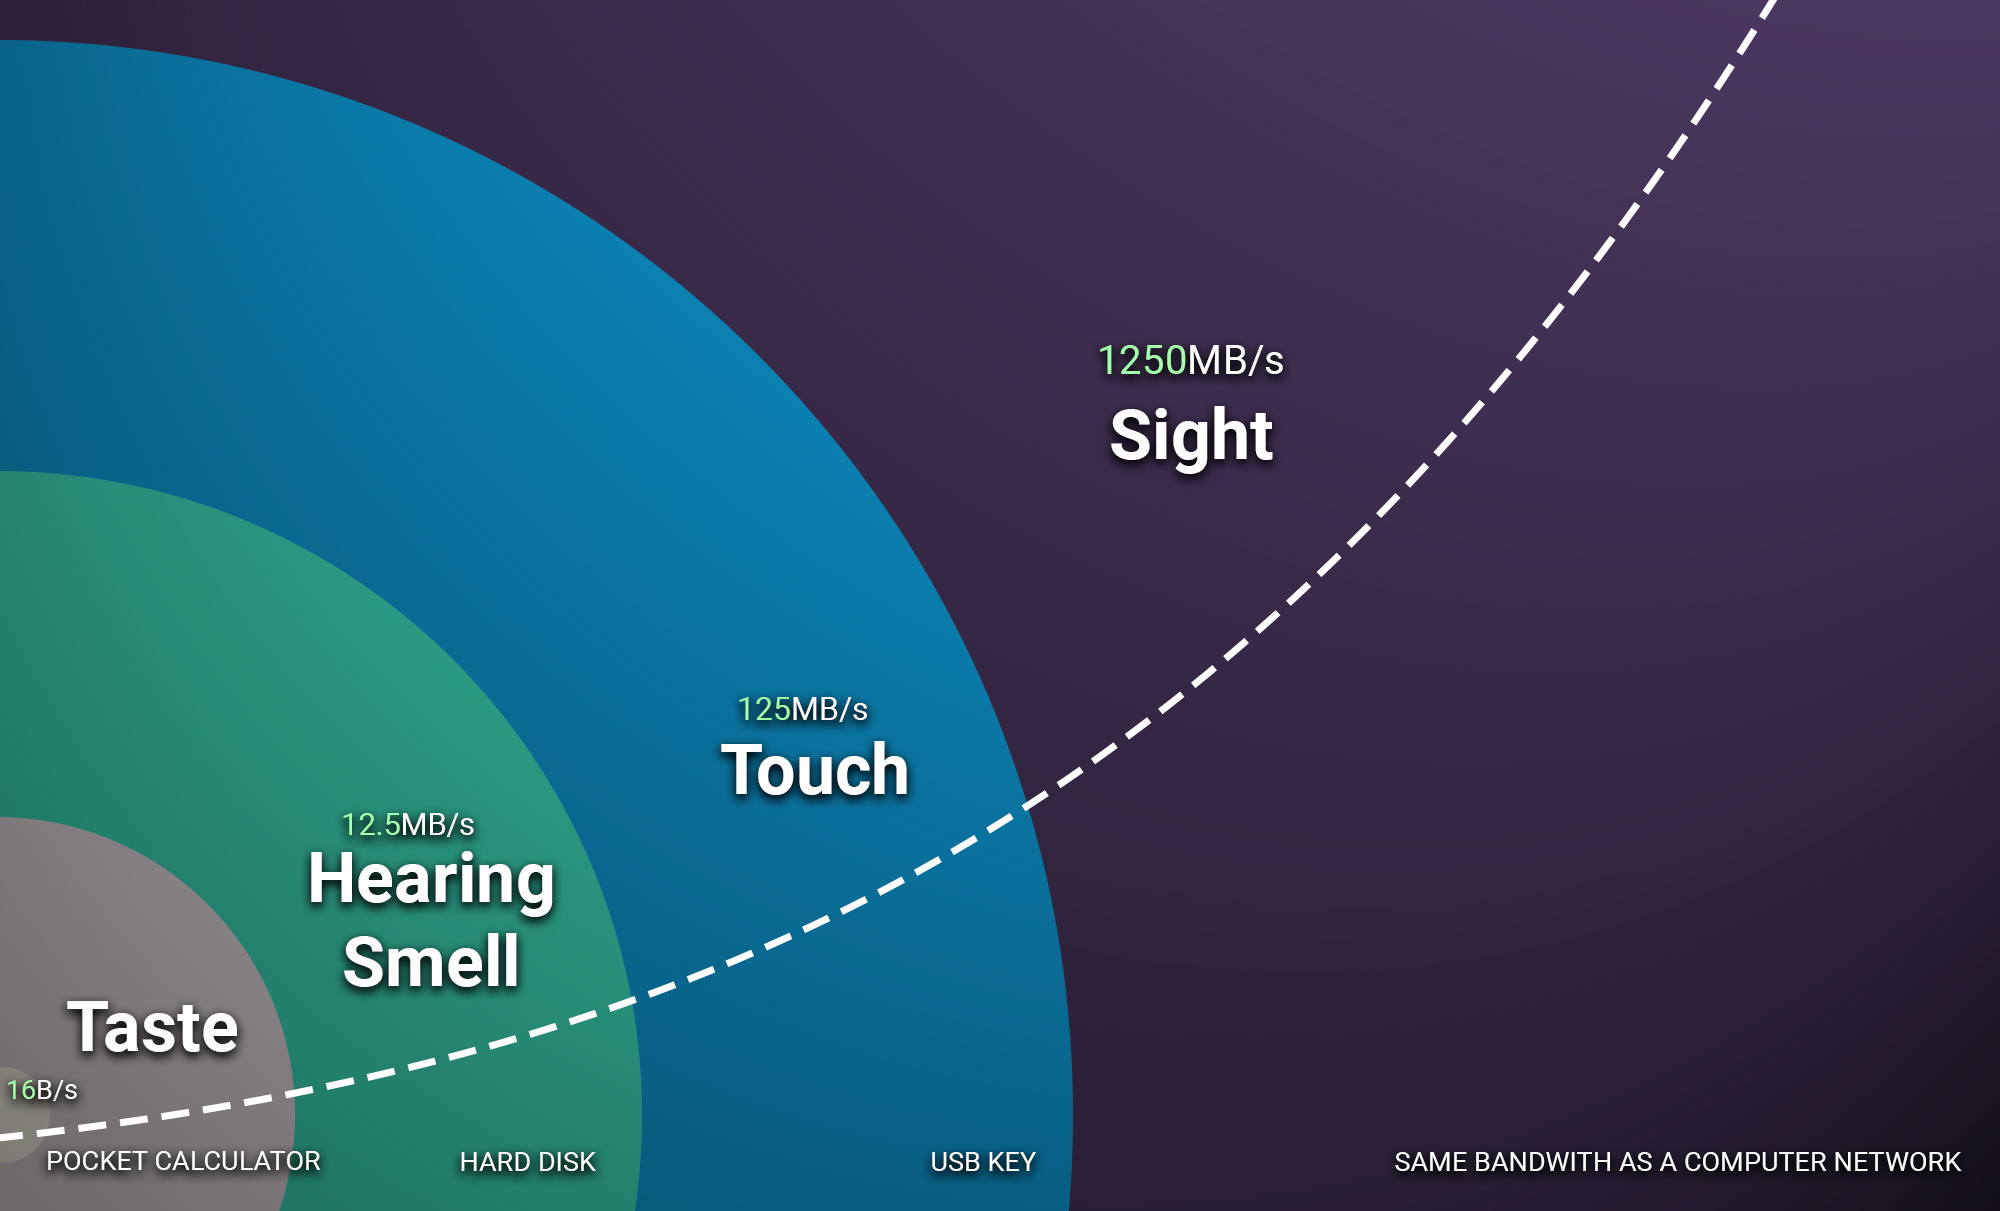 1250MB/s
Sight
125MB/s
Touch
12.5MB/s
Hearing
Smell
Taste
16B/s
POCKET CALCULATOR
HARD DISK
USB KEY
SAME BANDWITH AS A COMPUTER NETWORK